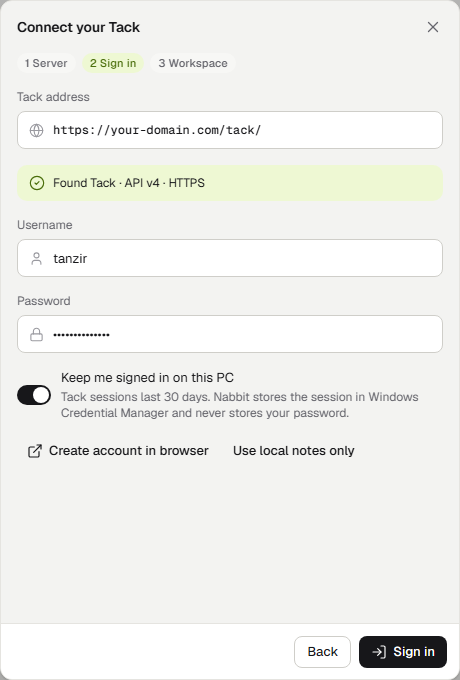 Connect your Tack
1 Server
2 Sign in
3 Workspace
Tack address
https://your-domain.com/tack/
Found Tack · API v4 · HTTPS
Username
tanzir
Password
••••••••••••••
Keep me signed in on this PC
Tack sessions last 30 days. Nabbit stores the session in Windows
Credential Manager and never stores your password.
Create account in browser
Use local notes only
Back
Sign in